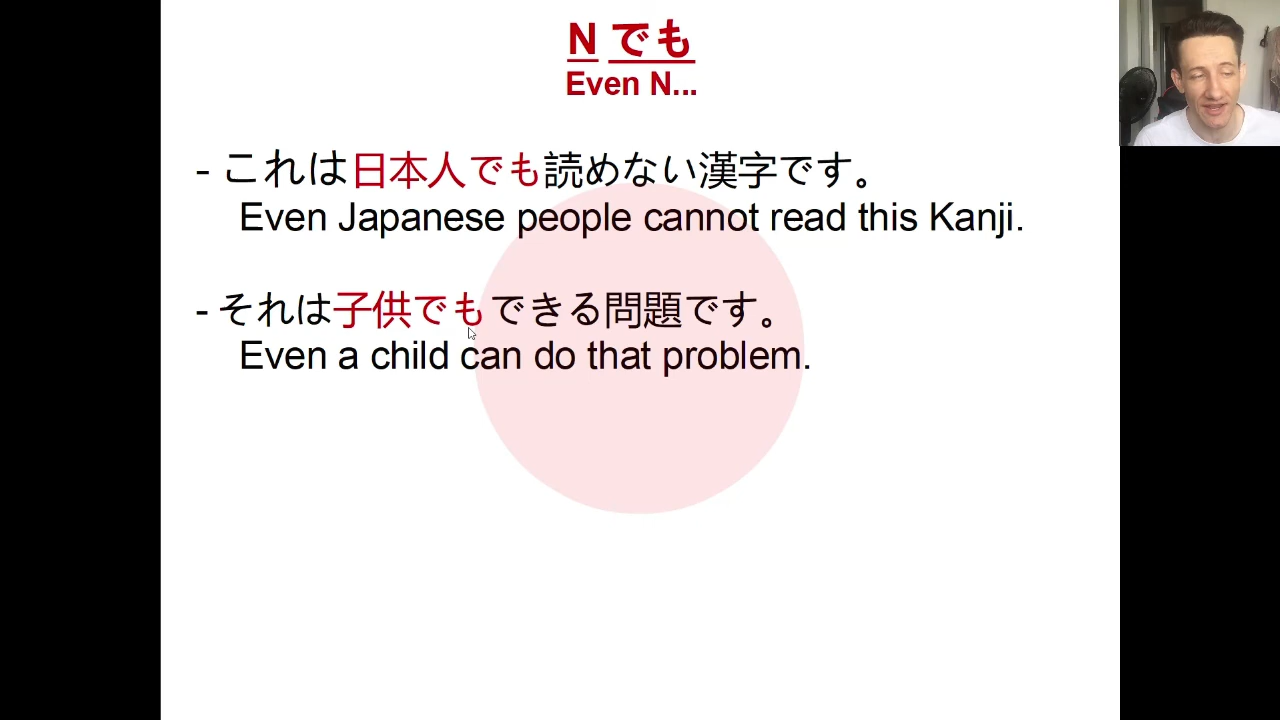 N でも
Even N...
- これは日本人でも読めない漢字です。
Even Japanese people cannot read this Kanji.
- それは子供でもできる問題です。
Even a child can do that problem.